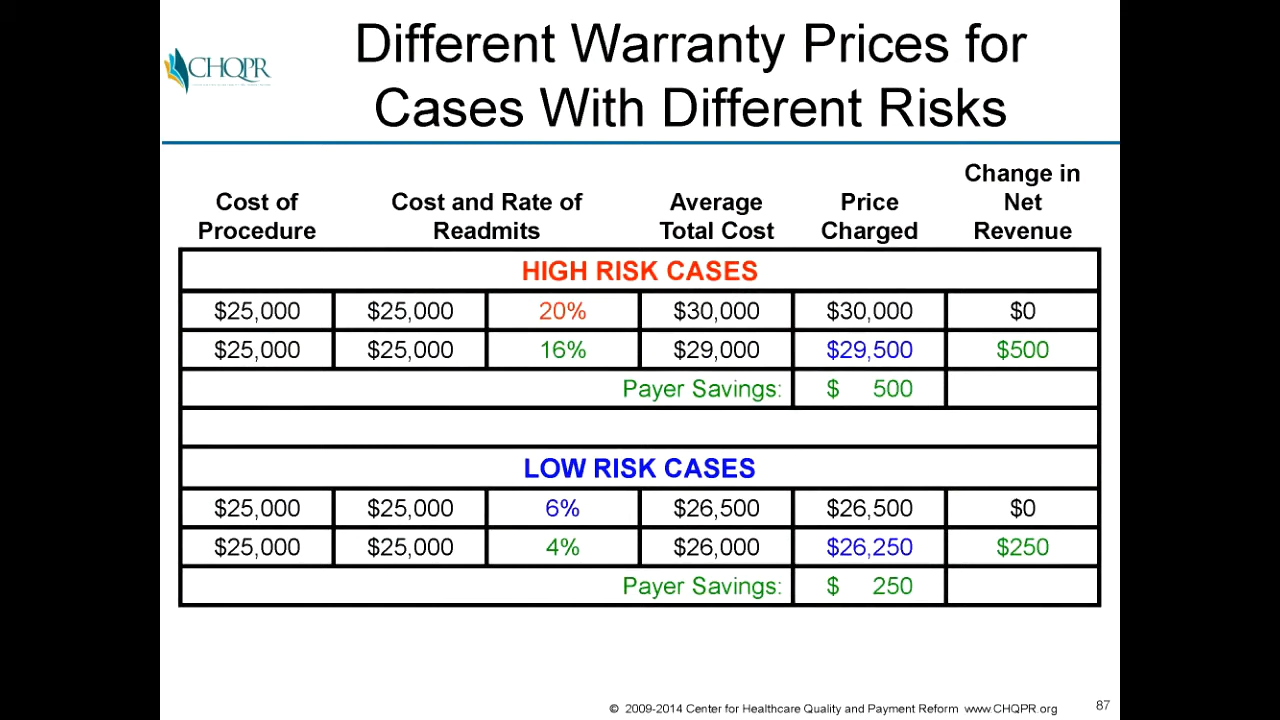 Different Warranty Prices for
Cases With Different Risks
CHQPR
Cost of Procedure Cost and Rate of Readmits Average Total Cost Price Charged Change in Net Revenue
HIGH RISK CASES
$25,000 $25,000 20% $30,000 $30,000 $0
$25,000 $25,000 16% $29,000 $29,500 $500
Payer Savings: $ 500
LOW RISK CASES
$25,000 $25,000 6% $26,500 $26,500 $0
$25,000 $25,000 4% $26,000 $26,250 $250
Payer Savings: $ 250
© 2009-2014 Center for Healthcare Quality and Payment Reform www.CHQPR.org 87